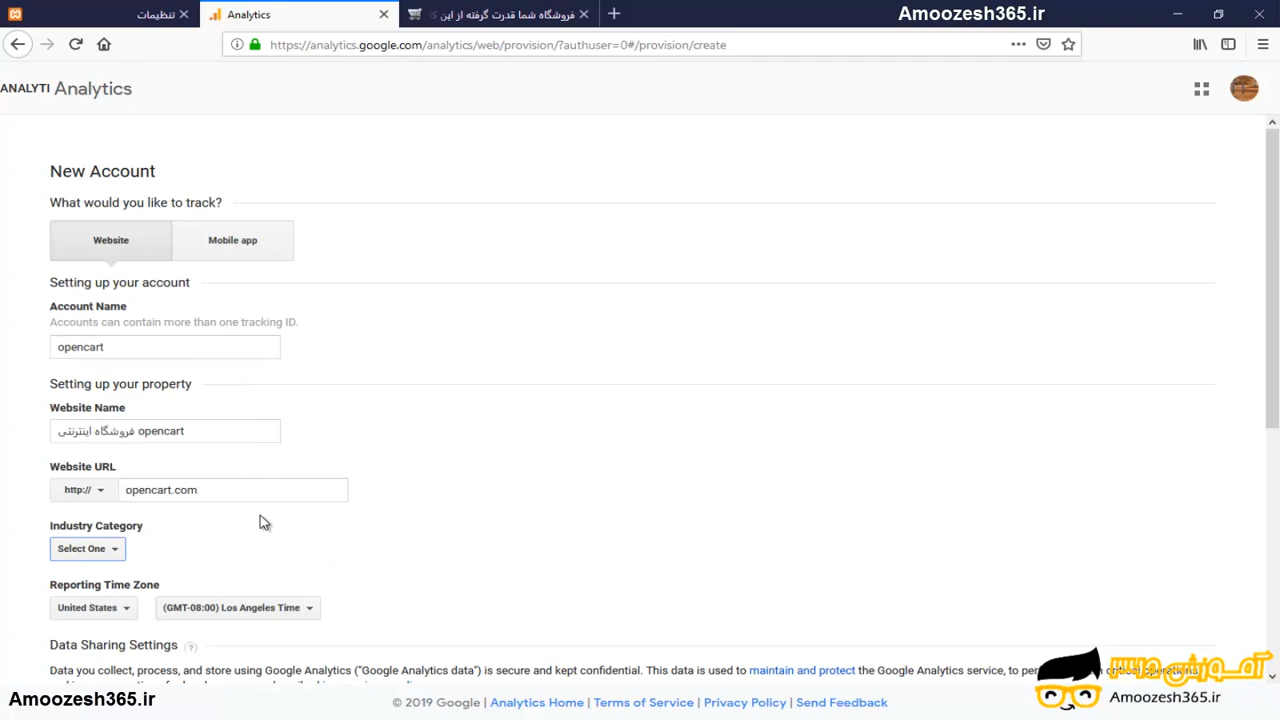 تنظیمات
Analytics
فروشگاه شما قدرت گرفته از اپن ک
Amoozesh365.ir
https://analytics.google.com/analytics/web/provision/?authuser=0#/provision/create
ANALYTI Analytics
New Account
What would you like to track?
Website
Mobile app
Setting up your account
Account Name
Accounts can contain more than one tracking ID.
opencart
Setting up your property
Website Name
فروشگاه اینترنتی opencart
Website URL
http://
opencart.com
Industry Category
Select One
Reporting Time Zone
United States
(GMT-08:00) Los Angeles Time
Data Sharing Settings ?
Data you collect, process, and store using Google Analytics ("Google Analytics data") is secure and kept confidential. This data is used to maintain and protect the Google Analytics service, to
Amoozesh365.ir
© 2019 Google | Analytics Home | Terms of Service | Privacy Policy | Send Feedback
Amoozesh365.ir